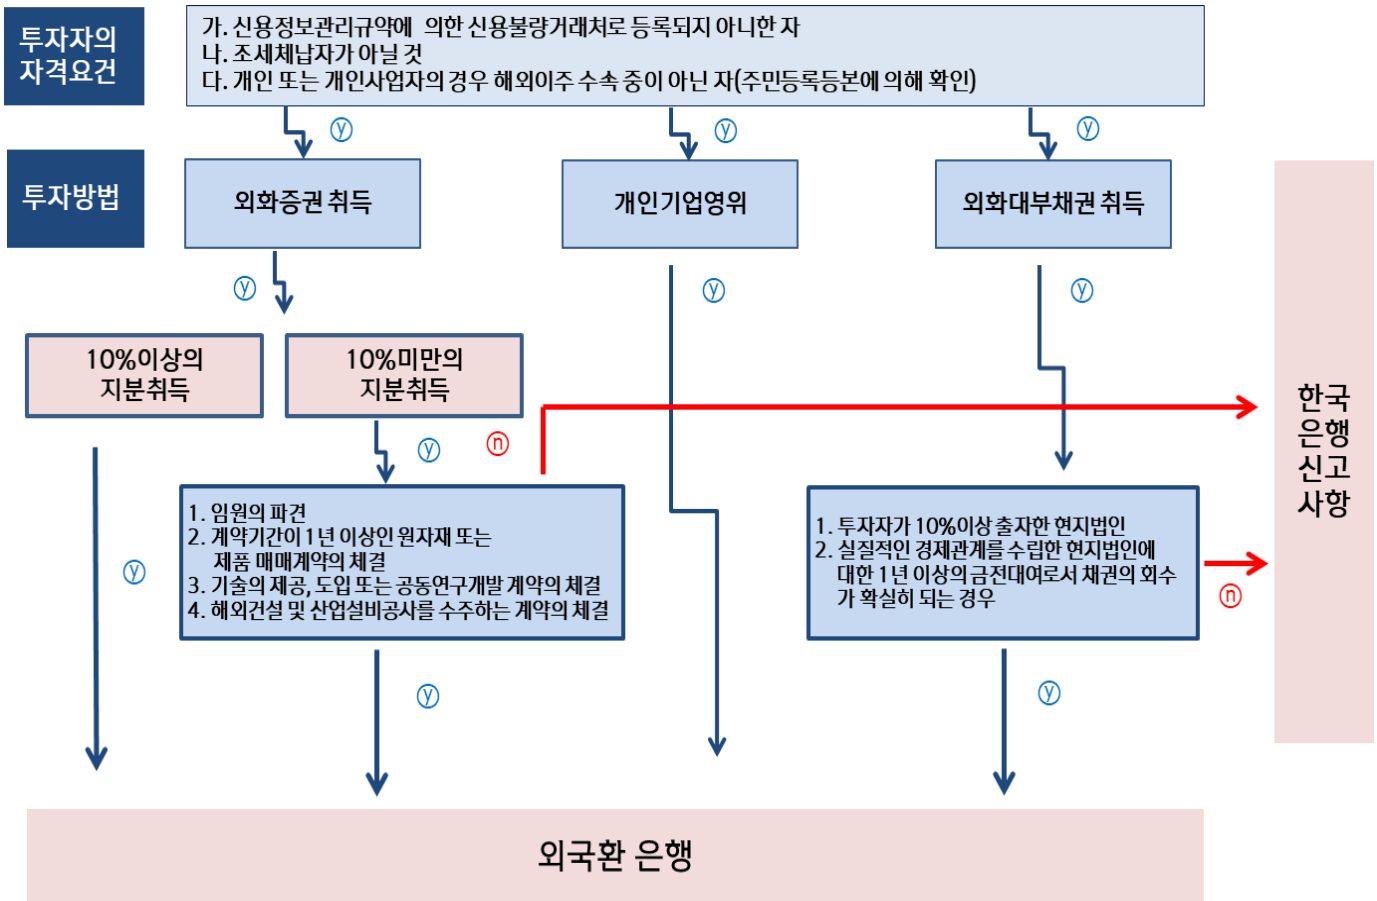 투자자의
자격요건
가. 신용정보관리규약에 의한 신용불량거래처로 등록되지 아니한 자
나. 조세체납자가 아닐 것
다. 개인 또는 개인사업자의 경우 해외이주 수속 중이 아닌 자(주민등록등본에 의해 확인)
ⓨ
ⓨ
ⓨ
투자방법
외화증권 취득
개인기업영위
외화대부채권 취득
ⓨ
ⓨ
ⓨ
10%이상의
지분취득
10%미만의
지분취득
한국
은행
신고
사항
ⓨ
ⓝ
1. 임원의 파견
2. 계약기간이 1년 이상인 원자재 또는
제품 매매계약의 체결
3. 기술의 제공, 도입 또는 공동연구개발 계약의 체결
4. 해외건설 및 산업설비공사를 수주하는 계약의 체결
1. 투자자가 10%이상 출자한 현지법인
2. 실질적인 경제관계를 수립한 현지법인에
대한 1년 이상의 금전대여로서 채권의 회수
가 확실히 되는 경우
ⓨ
ⓝ
ⓨ
ⓨ
외국환 은행